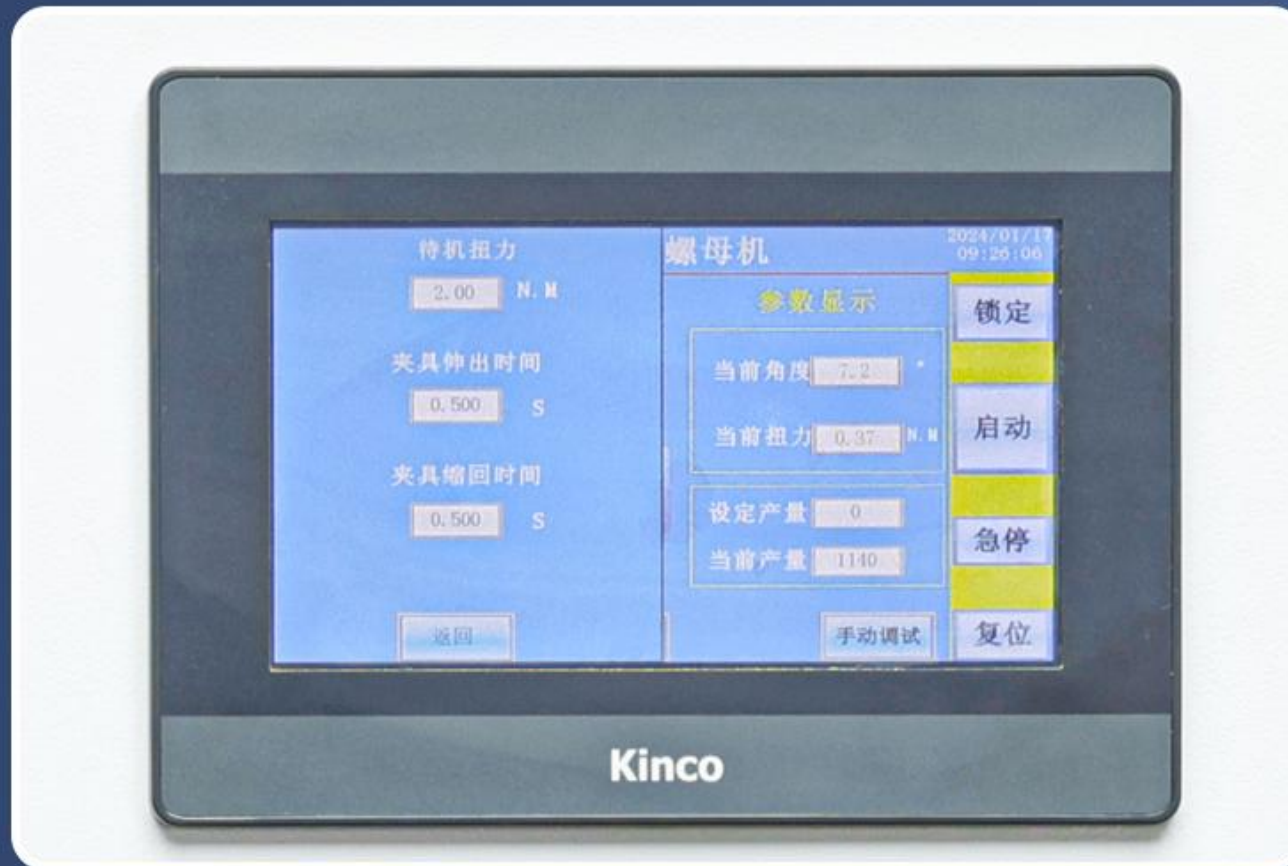 待机扭力
2.00 N.M
夹具伸出时间
0.500 S
夹具缩回时间
0.500 S
返回
螺母机
2024/01/17
09:26:06
参数显示
当前角度 7.2 °
当前扭力 0.37 N.M
设定产量 0
当前产量 1140
手动调试
锁定
启动
急停
复位
Kinco